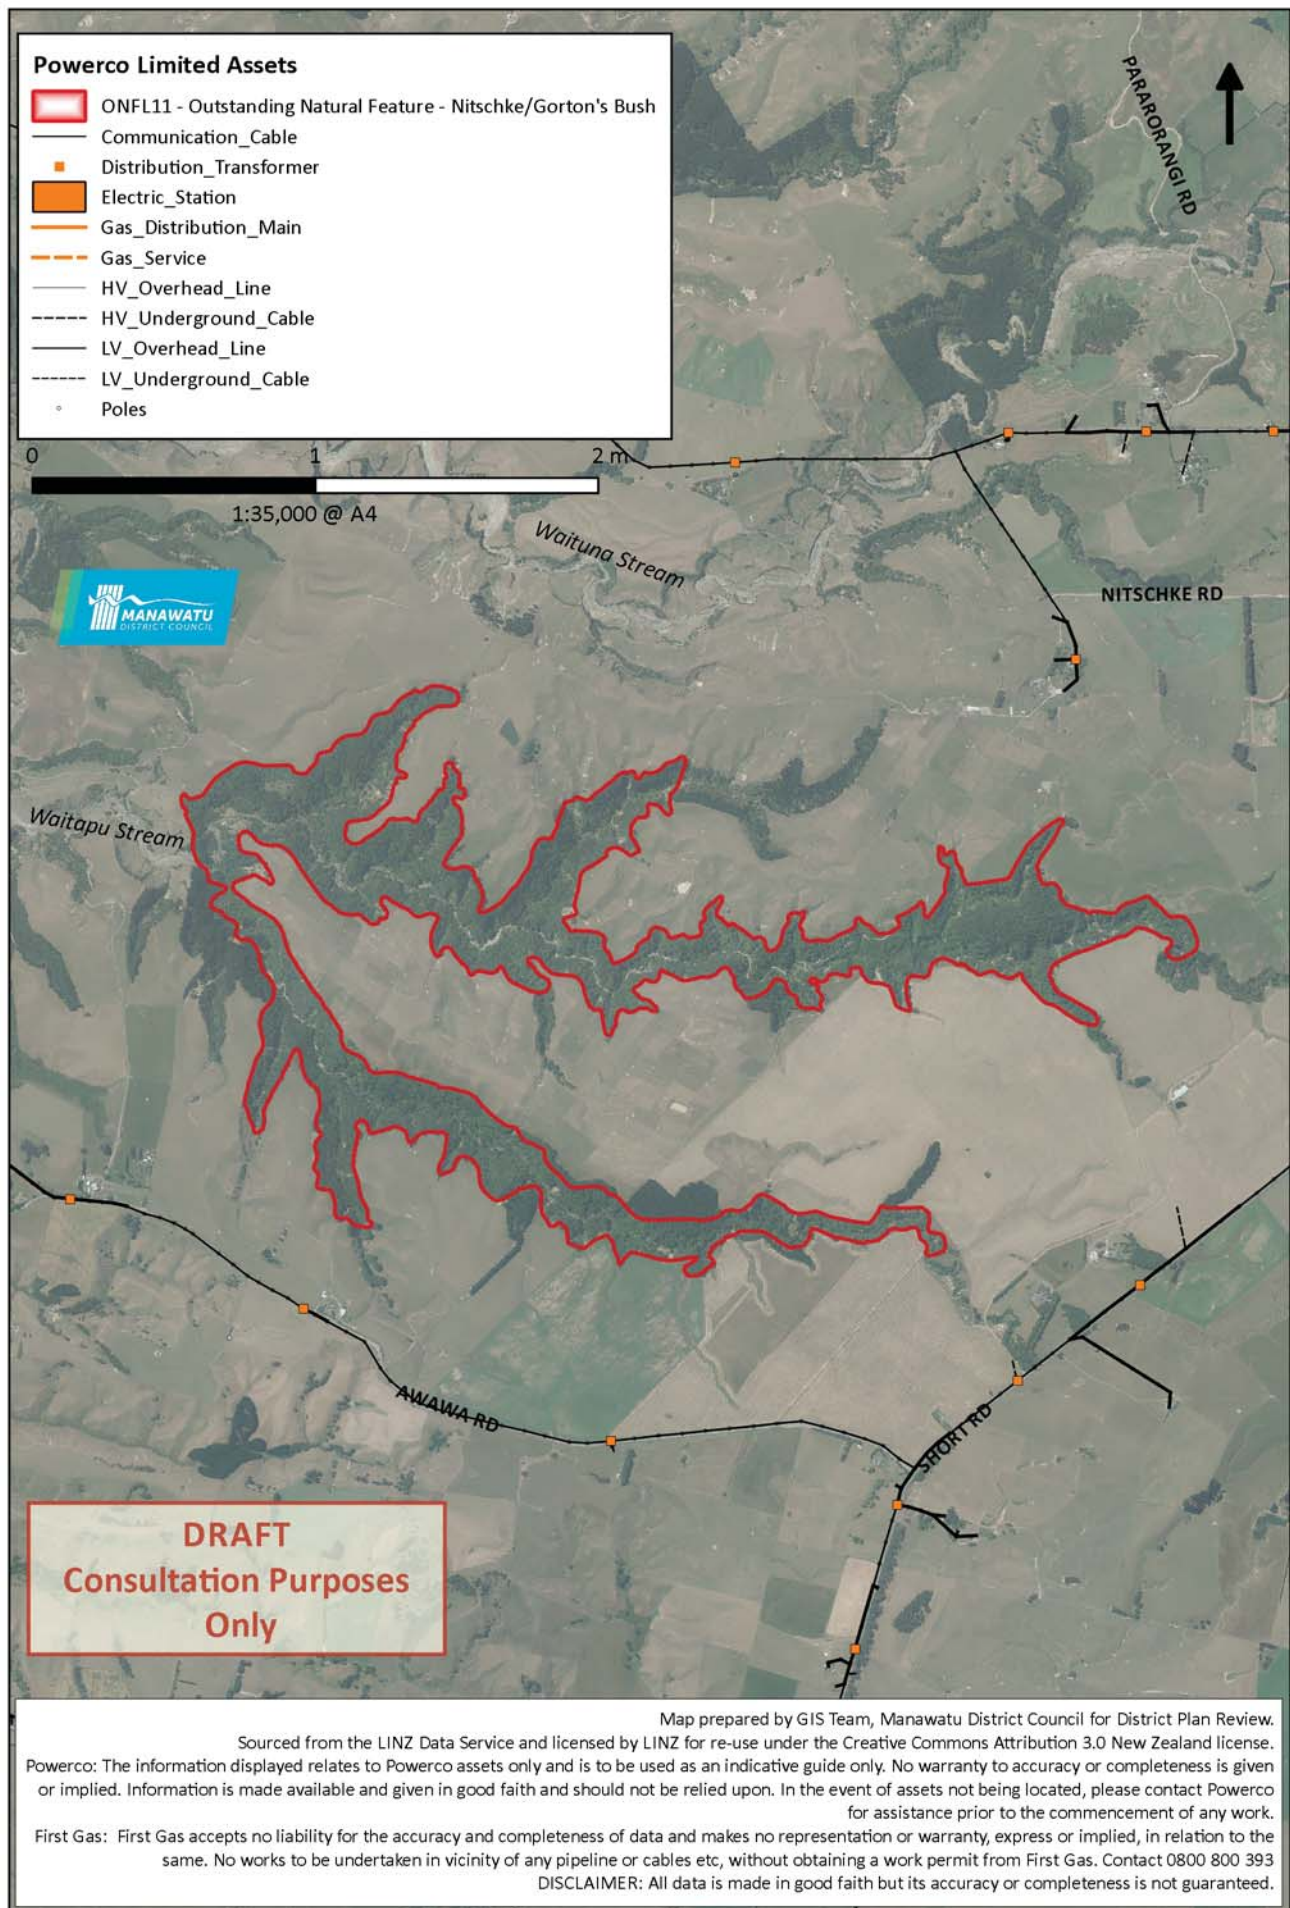 Powerco Limited Assets
ONFL11 - Outstanding Natural Feature - Nitschke/Gorton's Bush
Communication_Cable
Distribution_Transformer
Electric_Station
Gas_Distribution_Main
Gas_Service
HV_Overhead_Line
HV_Underground_Cable
LV_Overhead_Line
LV_Underground_Cable
Poles
PARARORANGI RD
0 1 2 m
1:35,000 @ A4
Waituna Stream
NITSCHKE RD
MANAWATU
DISTRICT COUNCIL
Waitapu Stream
AWAWA RD
SHORT RD
DRAFT
Consultation Purposes
Only
Map prepared by GIS Team, Manawatu District Council for District Plan Review.
Sourced from the LINZ Data Service and licensed by LINZ for re-use under the Creative Commons Attribution 3.0 New Zealand license.
Powerco: The information displayed relates to Powerco assets only and is to be used as an indicative guide only. No warranty to accuracy or completeness is given
or implied. Information is made available and given in good faith and should not be relied upon. In the event of assets not being located, please contact Powerco
for assistance prior to the commencement of any work.
First Gas: First Gas accepts no liability for the accuracy and completeness of data and makes no representation or warranty, express or implied, in relation to the
same. No works to be undertaken in vicinity of any pipeline or cables etc, without obtaining a work permit from First Gas. Contact 0800 800 393
DISCLAIMER: All data is made in good faith but its accuracy or completeness is not guaranteed.